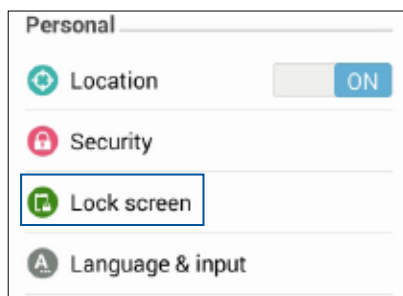 Personal
Location ON
Security
Lock screen
Language & input